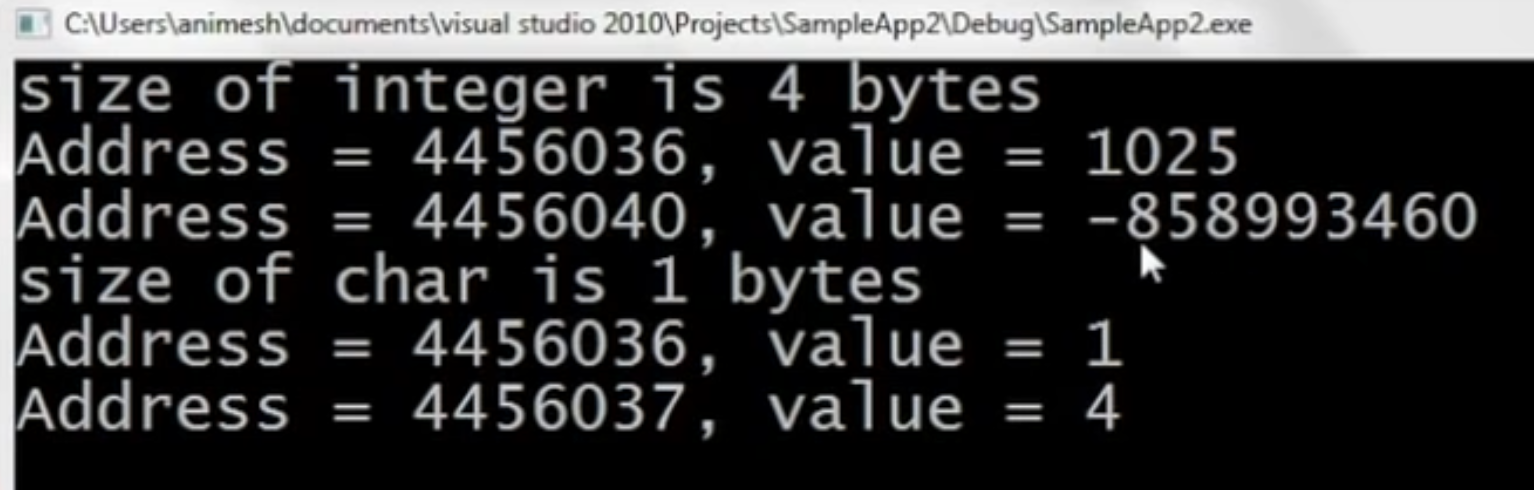 C:\Users\animesh\documents\visual studio 2010\Projects\SampleApp2\Debug\SampleApp2.exe
size of integer is 4 bytes
Address = 4456036, value = 1025
Address = 4456040, value = -858993460
size of char is 1 bytes
Address = 4456036, value = 1
Address = 4456037, value = 4